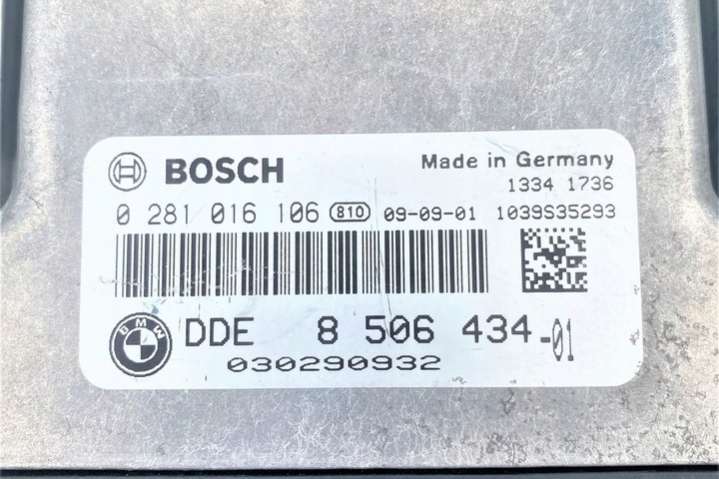 BOSCH Made in Germany
1334 1736
0 281 016 106 810 09-09-01 1039S35293
BMW DDE 8 506 434-01
030290932